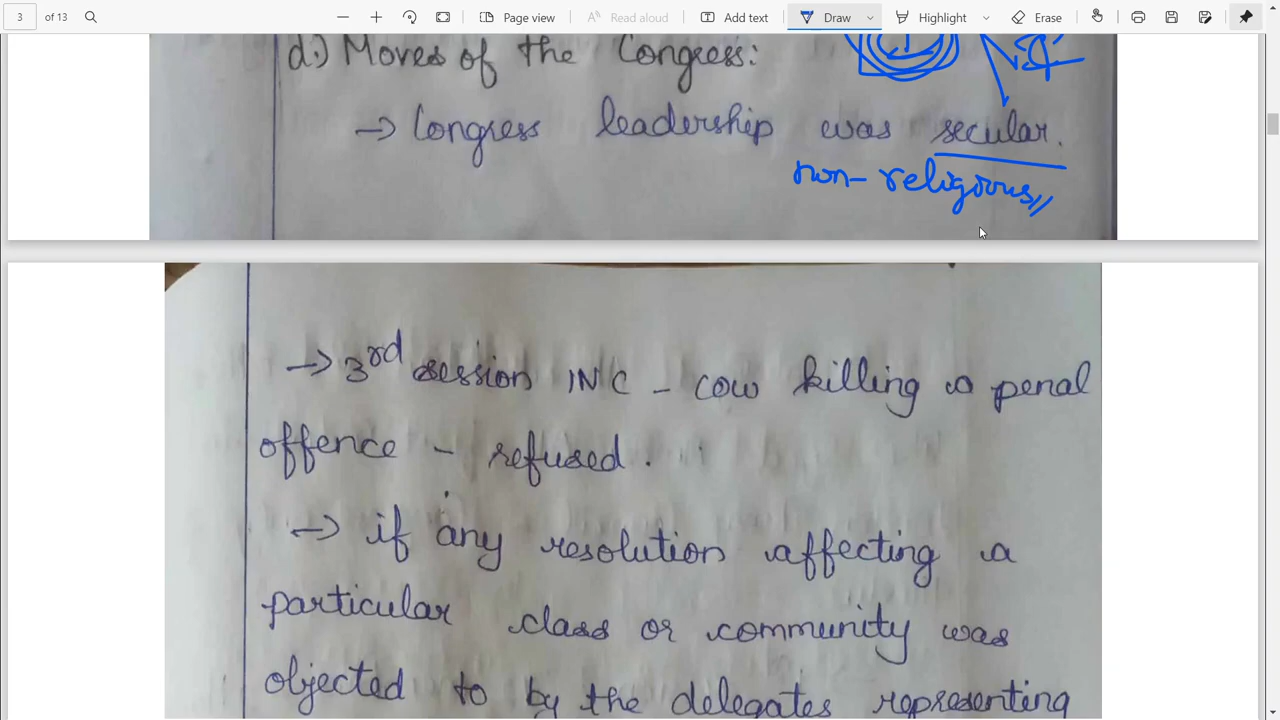 3 of 13 Page view Read aloud Add text Draw Highlight Erase
d.) Moves of the Congress:
→ Congress leadership was secular.
non-religious
→ 3rd session INC - cow killing a penal
offence - refused.
→ if any resolution affecting a
particular class or community was
objected to by the delegates representing